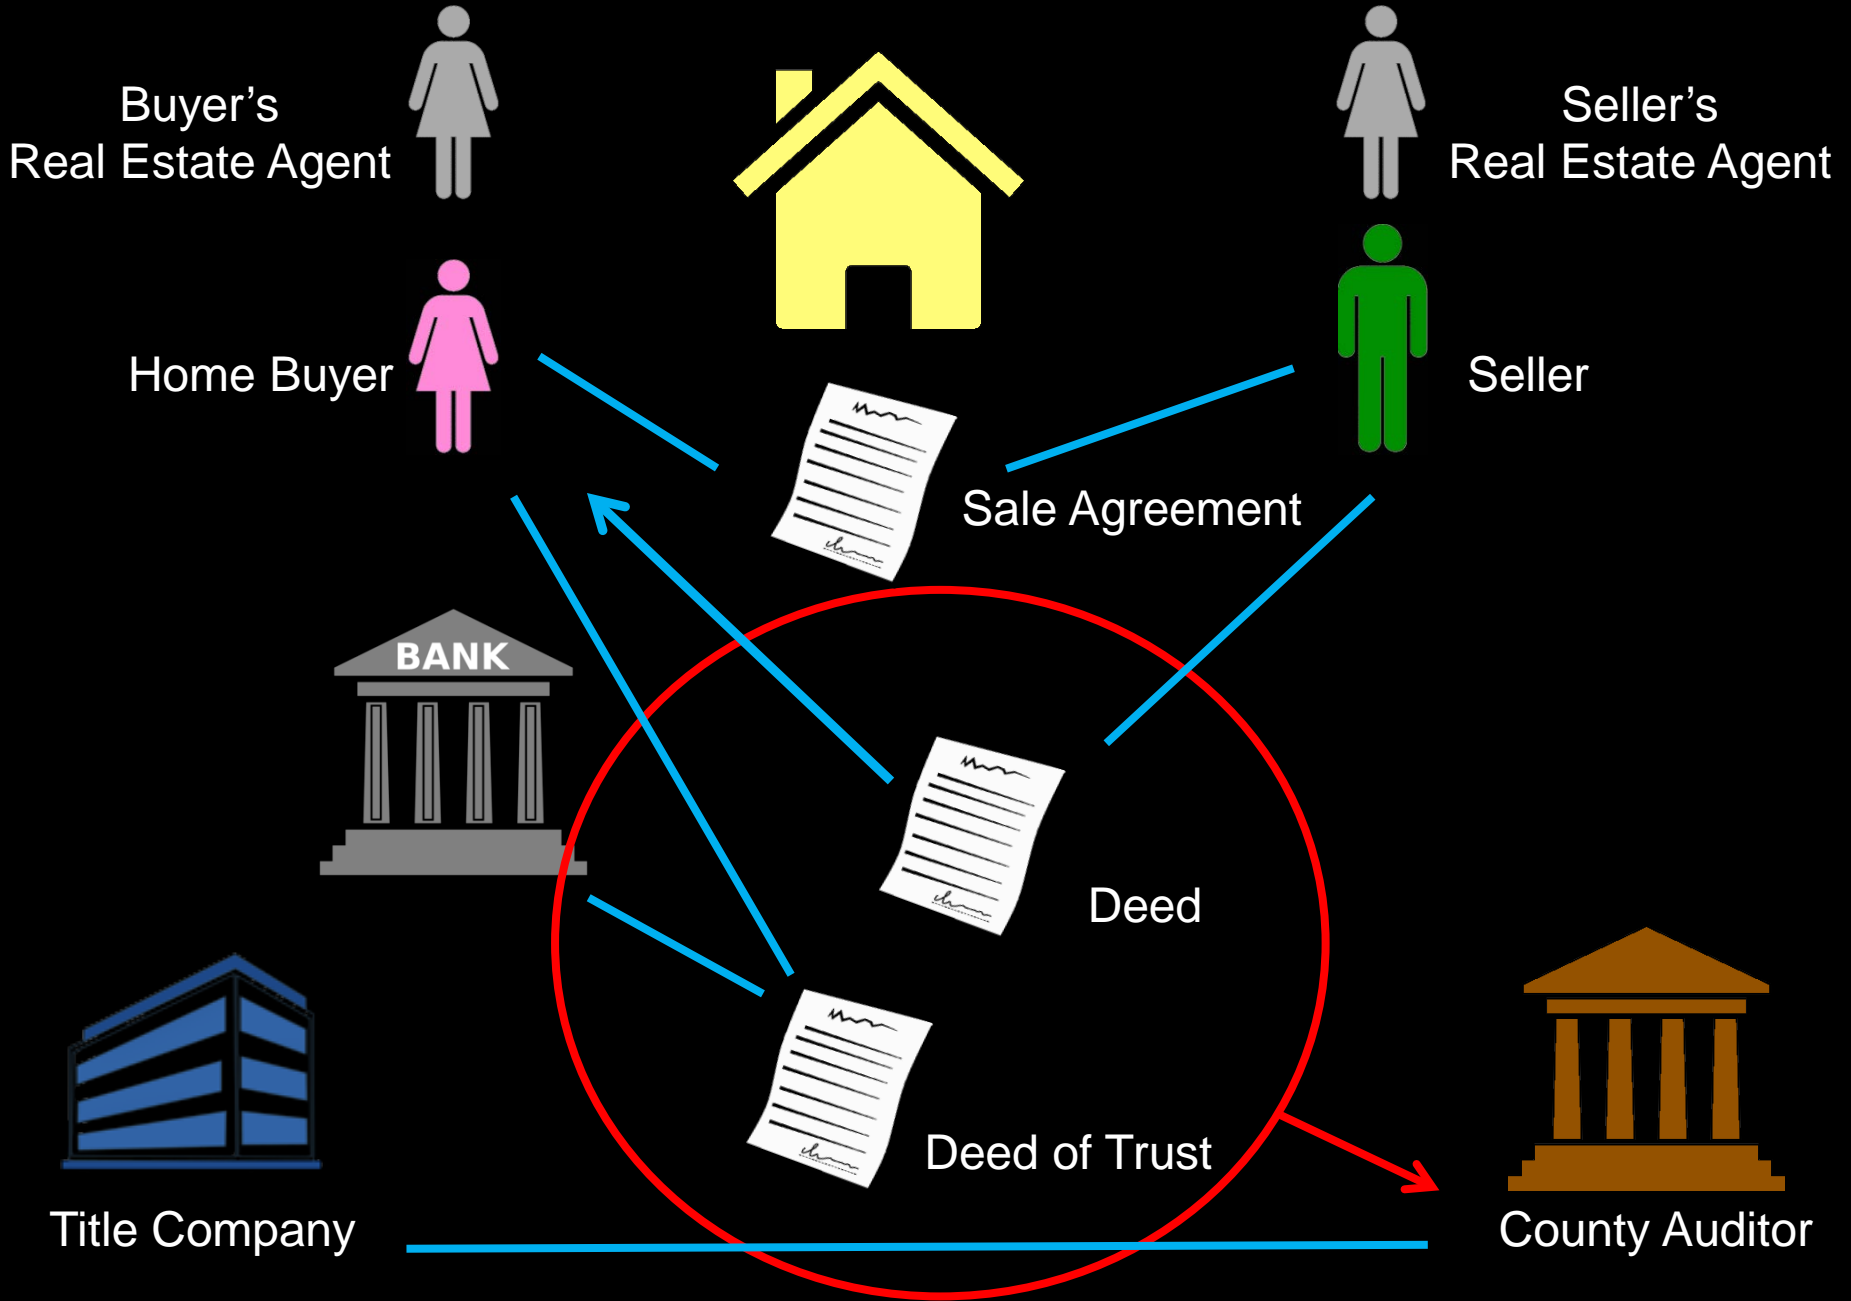 Buyer’s
Real Estate Agent
Seller’s
Real Estate Agent
Home Buyer
Seller
Sale Agreement
BANK
Deed
Deed of Trust
Title Company
County Auditor